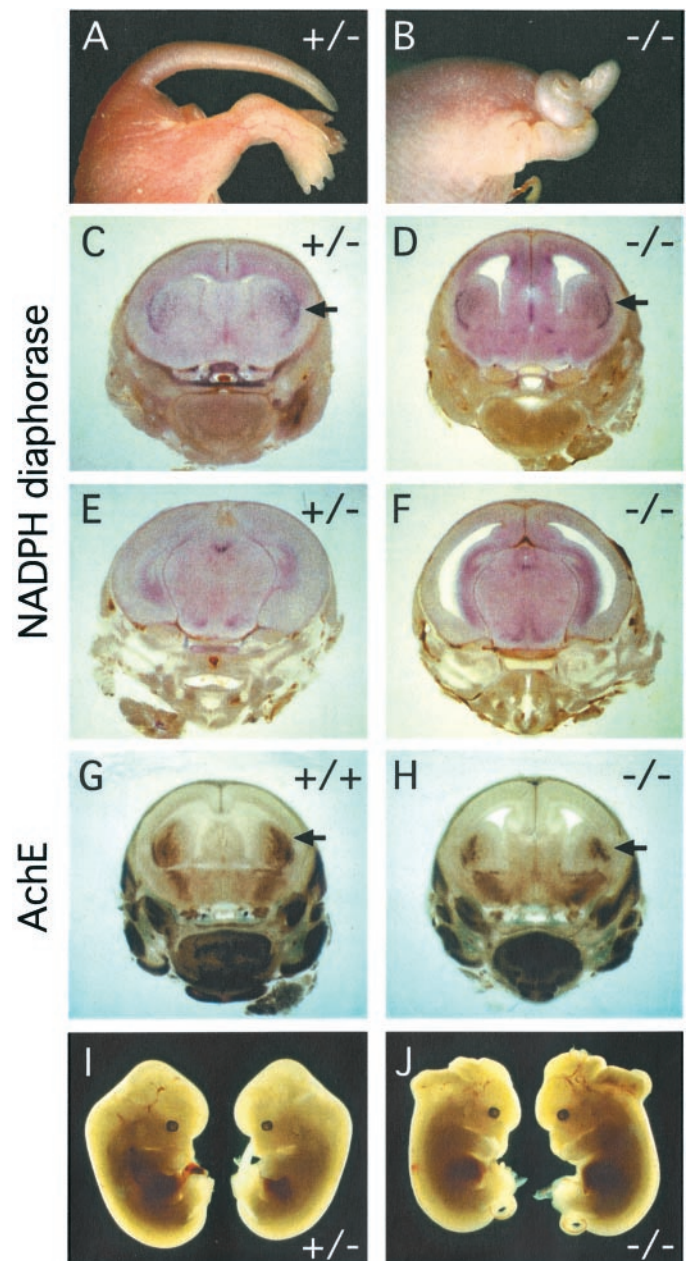 A +/-
B -/-
NADPH diaphorase
C +/-
D -/-
E +/-
F -/-
AchE
G +/+
H -/-
I +/-
J -/-